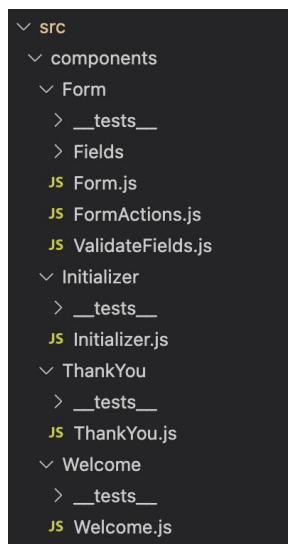 src
components
Form
__tests__
Fields
JS Form.js
JS FormActions.js
JS ValidateFields.js
Initializer
__tests__
JS Initializer.js
ThankYou
__tests__
JS ThankYou.js
Welcome
__tests__
JS Welcome.js